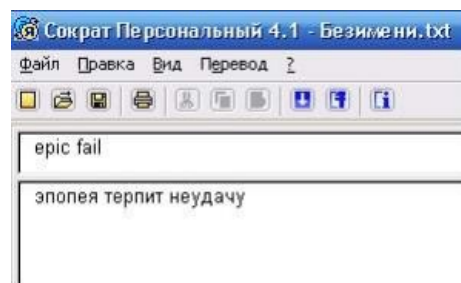 Сократ Персональный 4.1 - Безимени.txt
Файл Правка Вид Перевод ?
epic fail
эпопея терпит неудачу